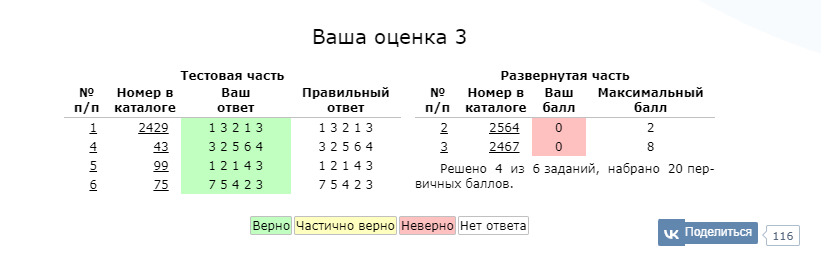 Ваша оценка 3
Тестовая часть
№ п/п Номер в каталоге Ваш ответ Правильный ответ
1 2429 1 3 2 1 3 1 3 2 1 3
4 43 3 2 5 6 4 3 2 5 6 4
5 99 1 2 1 4 3 1 2 1 4 3
6 75 7 5 4 2 3 7 5 4 2 3
Развернутая часть
№ п/п Номер в каталоге Ваш балл Максимальный балл
2 2564 0 2
3 2467 0 8
Решено 4 из 6 заданий, набрано 20 пер-
вичных баллов.
Верно Частично верно Неверно Нет ответа
Поделиться 116